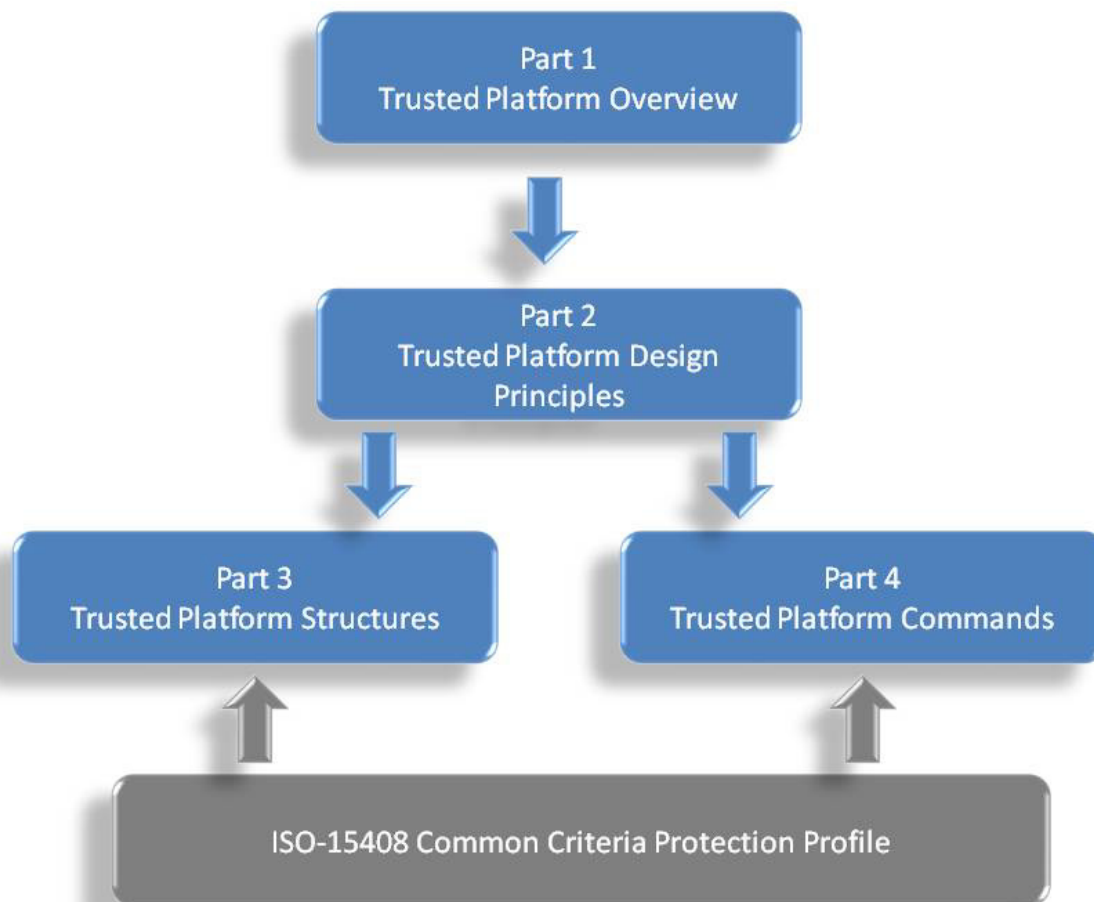 Part 1
Trusted Platform Overview
Part 2
Trusted Platform Design
Principles
Part 3
Trusted Platform Structures
Part 4
Trusted Platform Commands
ISO-15408 Common Criteria Protection Profile